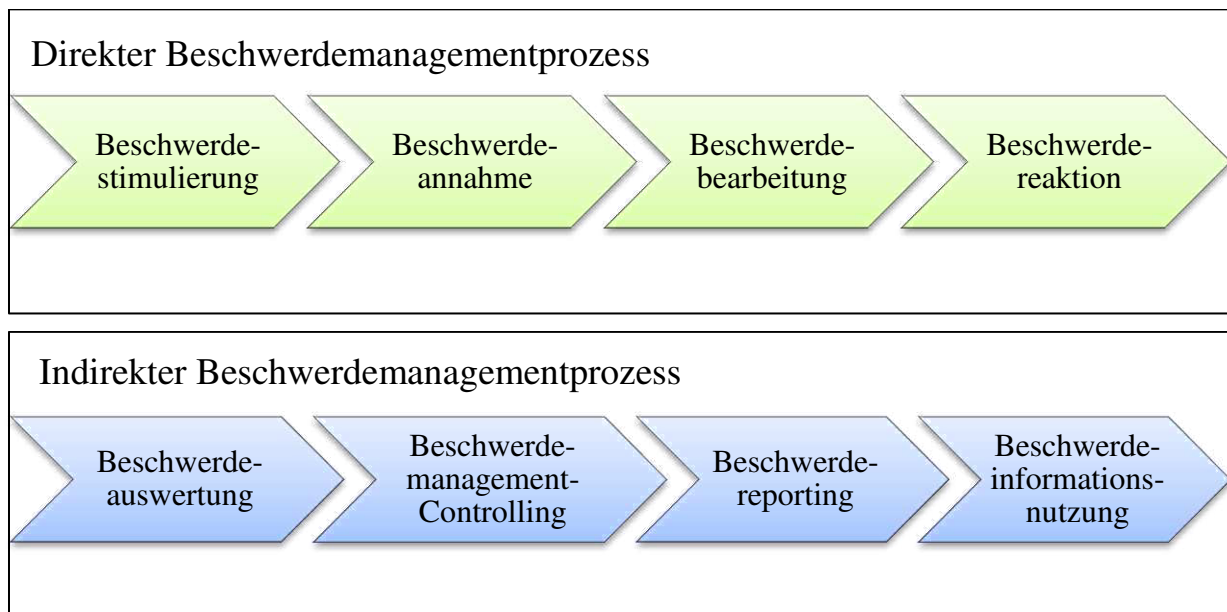 Direkter Beschwerdemanagementprozess
Beschwerde-
stimulierung
Beschwerde-
annahme
Beschwerde-
bearbeitung
Beschwerde-
reaktion
Indirekter Beschwerdemanagementprozess
Beschwerde-
auswertung
Beschwerde-
management-
Controlling
Beschwerde-
reporting
Beschwerde-
informations-
nutzung